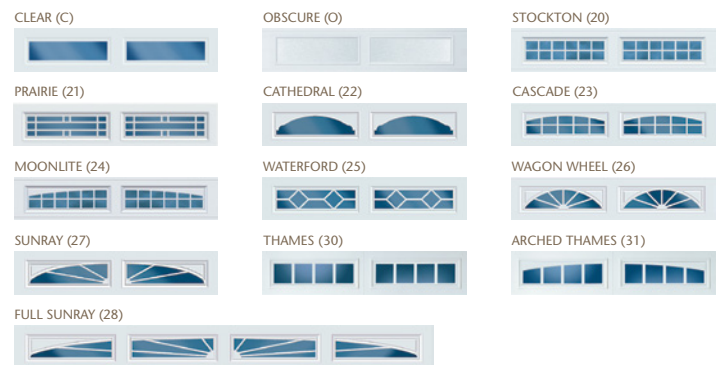 CLEAR (C)
OBSCURE (O)
STOCKTON (20)
PRAIRIE (21)
CATHEDRAL (22)
CASCADE (23)
MOONLITE (24)
WATERFORD (25)
WAGON WHEEL (26)
SUNRAY (27)
THAMES (30)
ARCHED THAMES (31)
FULL SUNRAY (28)